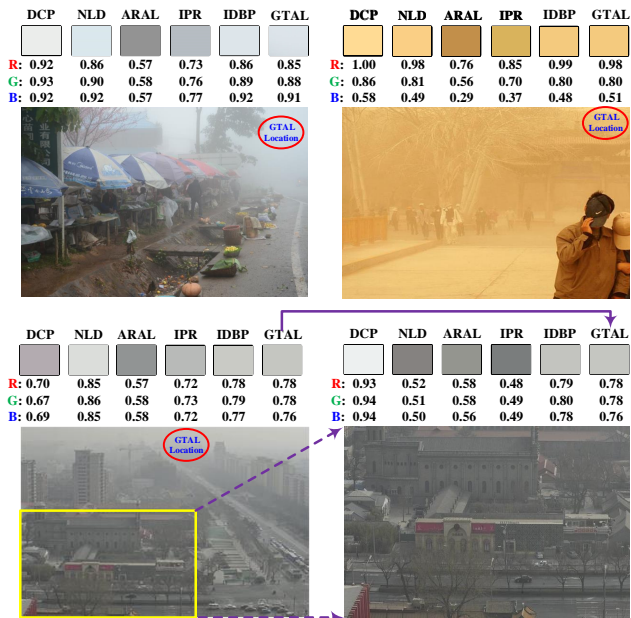 DCP NLD ARAL IPR IDBP GTAL
R: 0.92 0.86 0.57 0.73 0.86 0.85
G: 0.93 0.90 0.58 0.76 0.89 0.88
B: 0.92 0.92 0.57 0.77 0.92 0.91
GTAL
Location
DCP NLD ARAL IPR IDBP GTAL
R: 1.00 0.98 0.76 0.85 0.99 0.98
G: 0.86 0.81 0.56 0.70 0.80 0.80
B: 0.58 0.49 0.29 0.37 0.48 0.51
GTAL
Location
DCP NLD ARAL IPR IDBP GTAL
R: 0.70 0.85 0.57 0.72 0.78 0.78
G: 0.67 0.86 0.58 0.73 0.79 0.78
B: 0.69 0.85 0.58 0.72 0.77 0.76
GTAL
Location
DCP NLD ARAL IPR IDBP GTAL
R: 0.93 0.52 0.58 0.48 0.79 0.78
G: 0.94 0.51 0.58 0.49 0.80 0.78
B: 0.94 0.50 0.56 0.49 0.78 0.76